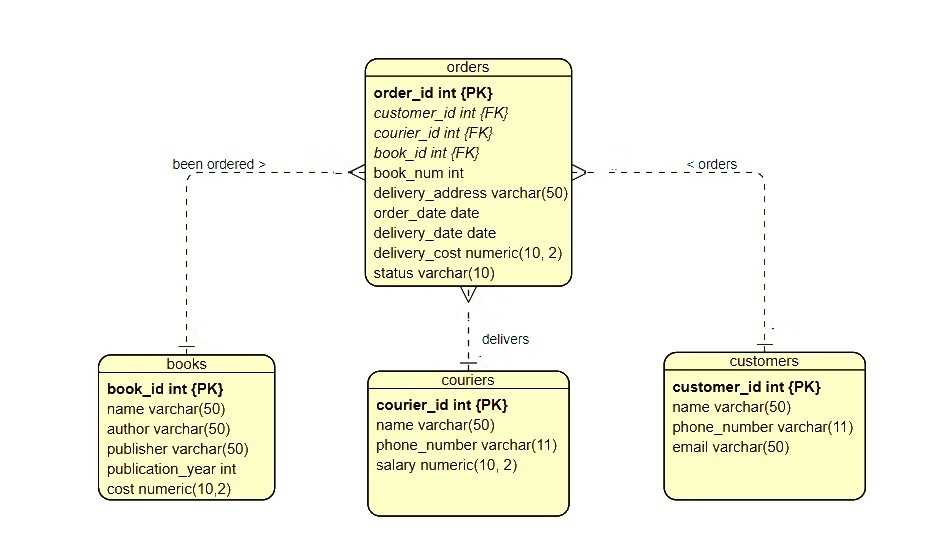 orders
order_id int {PK}
customer_id int {FK}
courier_id int {FK}
book_id int {FK}
book_num int
delivery_address varchar(50)
order_date date
delivery_date date
delivery_cost numeric(10, 2)
status varchar(10)
been ordered >
< orders
delivers
books
book_id int {PK}
name varchar(50)
author varchar(50)
publisher varchar(50)
publication_year int
cost numeric(10,2)
couriers
courier_id int {PK}
name varchar(50)
phone_number varchar(11)
salary numeric(10, 2)
customers
customer_id int {PK}
name varchar(50)
phone_number varchar(11)
email varchar(50)